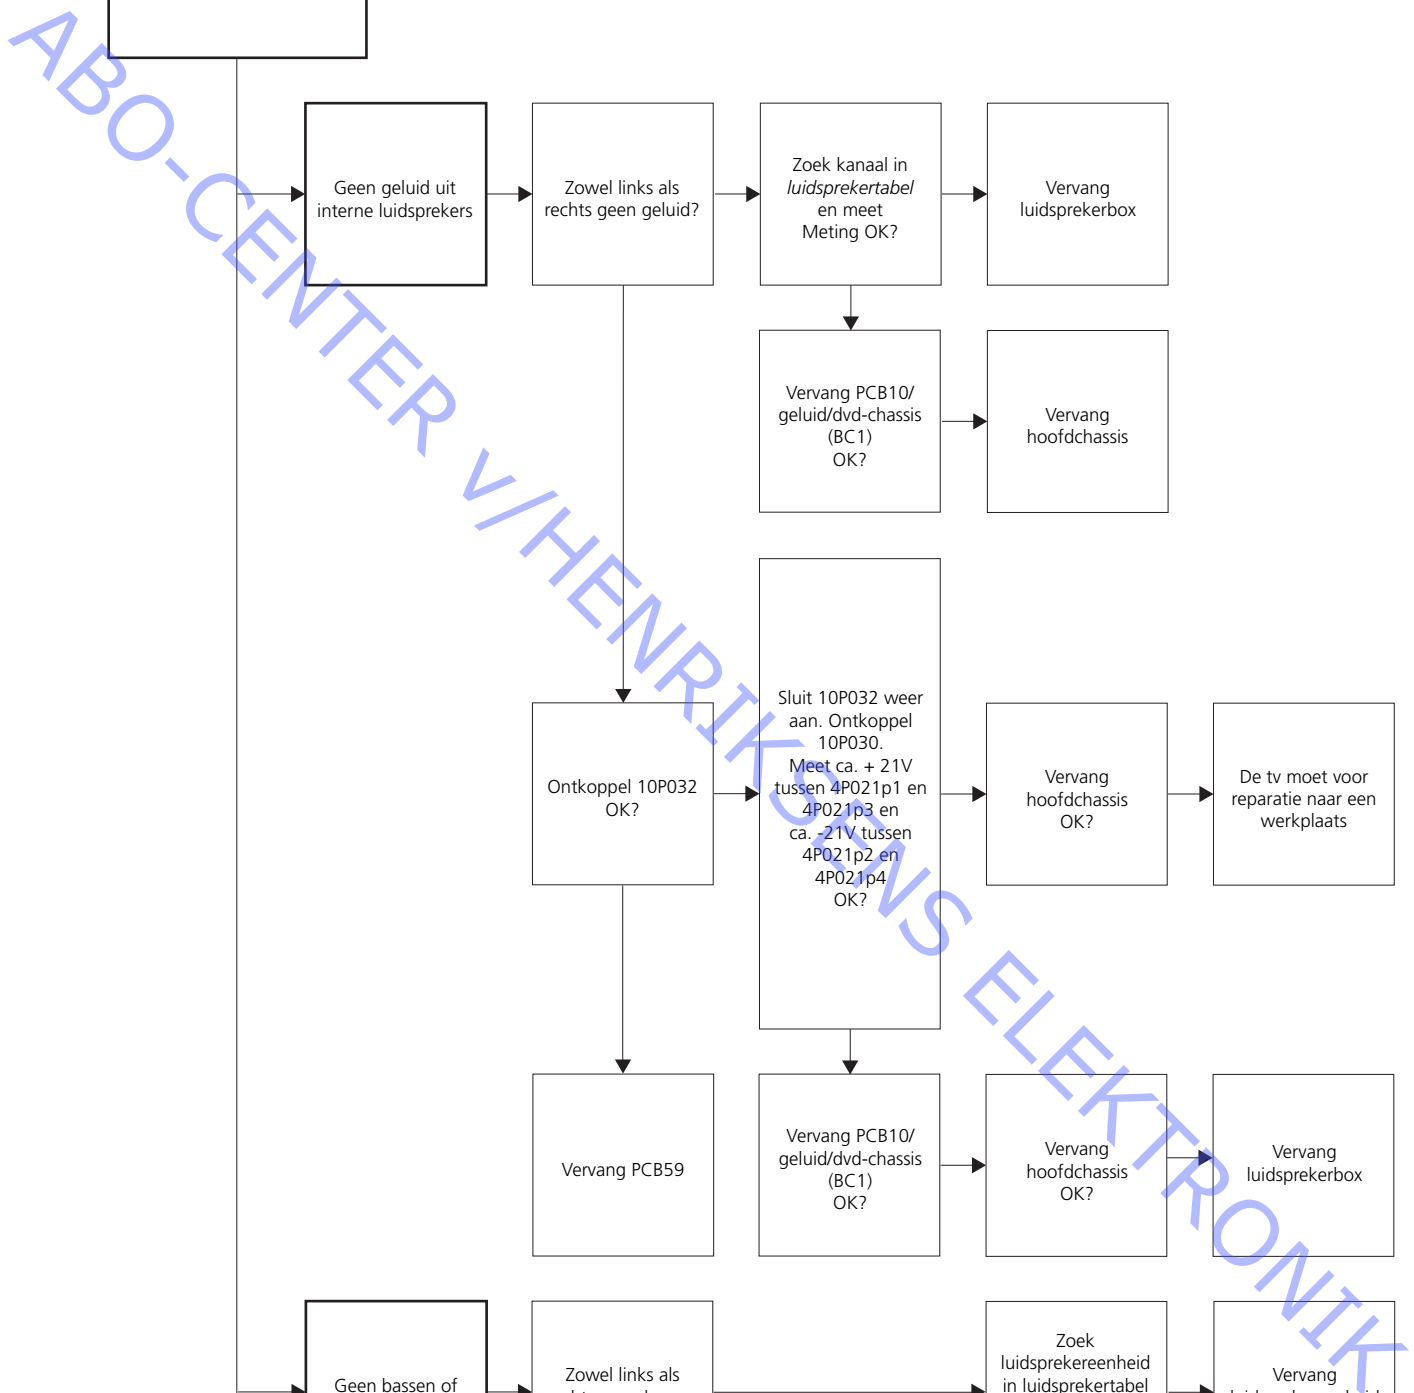 Geen geluid uit
interne luidsprekers
Zowel links als
rechts geen geluid?
Zoek kanaal in
luidsprekertabel
en meet
Meting OK?
Vervang
luidsprekerbox
Vervang PCB10/
geluid/dvd-chassis
(BC1)
OK?
Vervang
hoofdchassis
Ontkoppel 10P032
OK?
Sluit 10P032 weer
aan. Ontkoppel
10P030.
Meet ca. + 21V
tussen 4P021p1 en
4P021p3 en
ca. -21V tussen
4P021p2 en
4P021p4
OK?
Vervang
hoofdchassis
OK?
De tv moet voor
reparatie naar een
werkplaats
Vervang PCB59
Vervang PCB10/
geluid/dvd-chassis
(BC1)
OK?
Vervang
hoofdchassis
OK?
Vervang
luidsprekerbox
Geen bassen of
Zowel links als
Zoek
luidsprekereenheid
in luidsprekertabel
Vervang
ABO-CENTER v/HENRIKSENS ELEKTRONIK